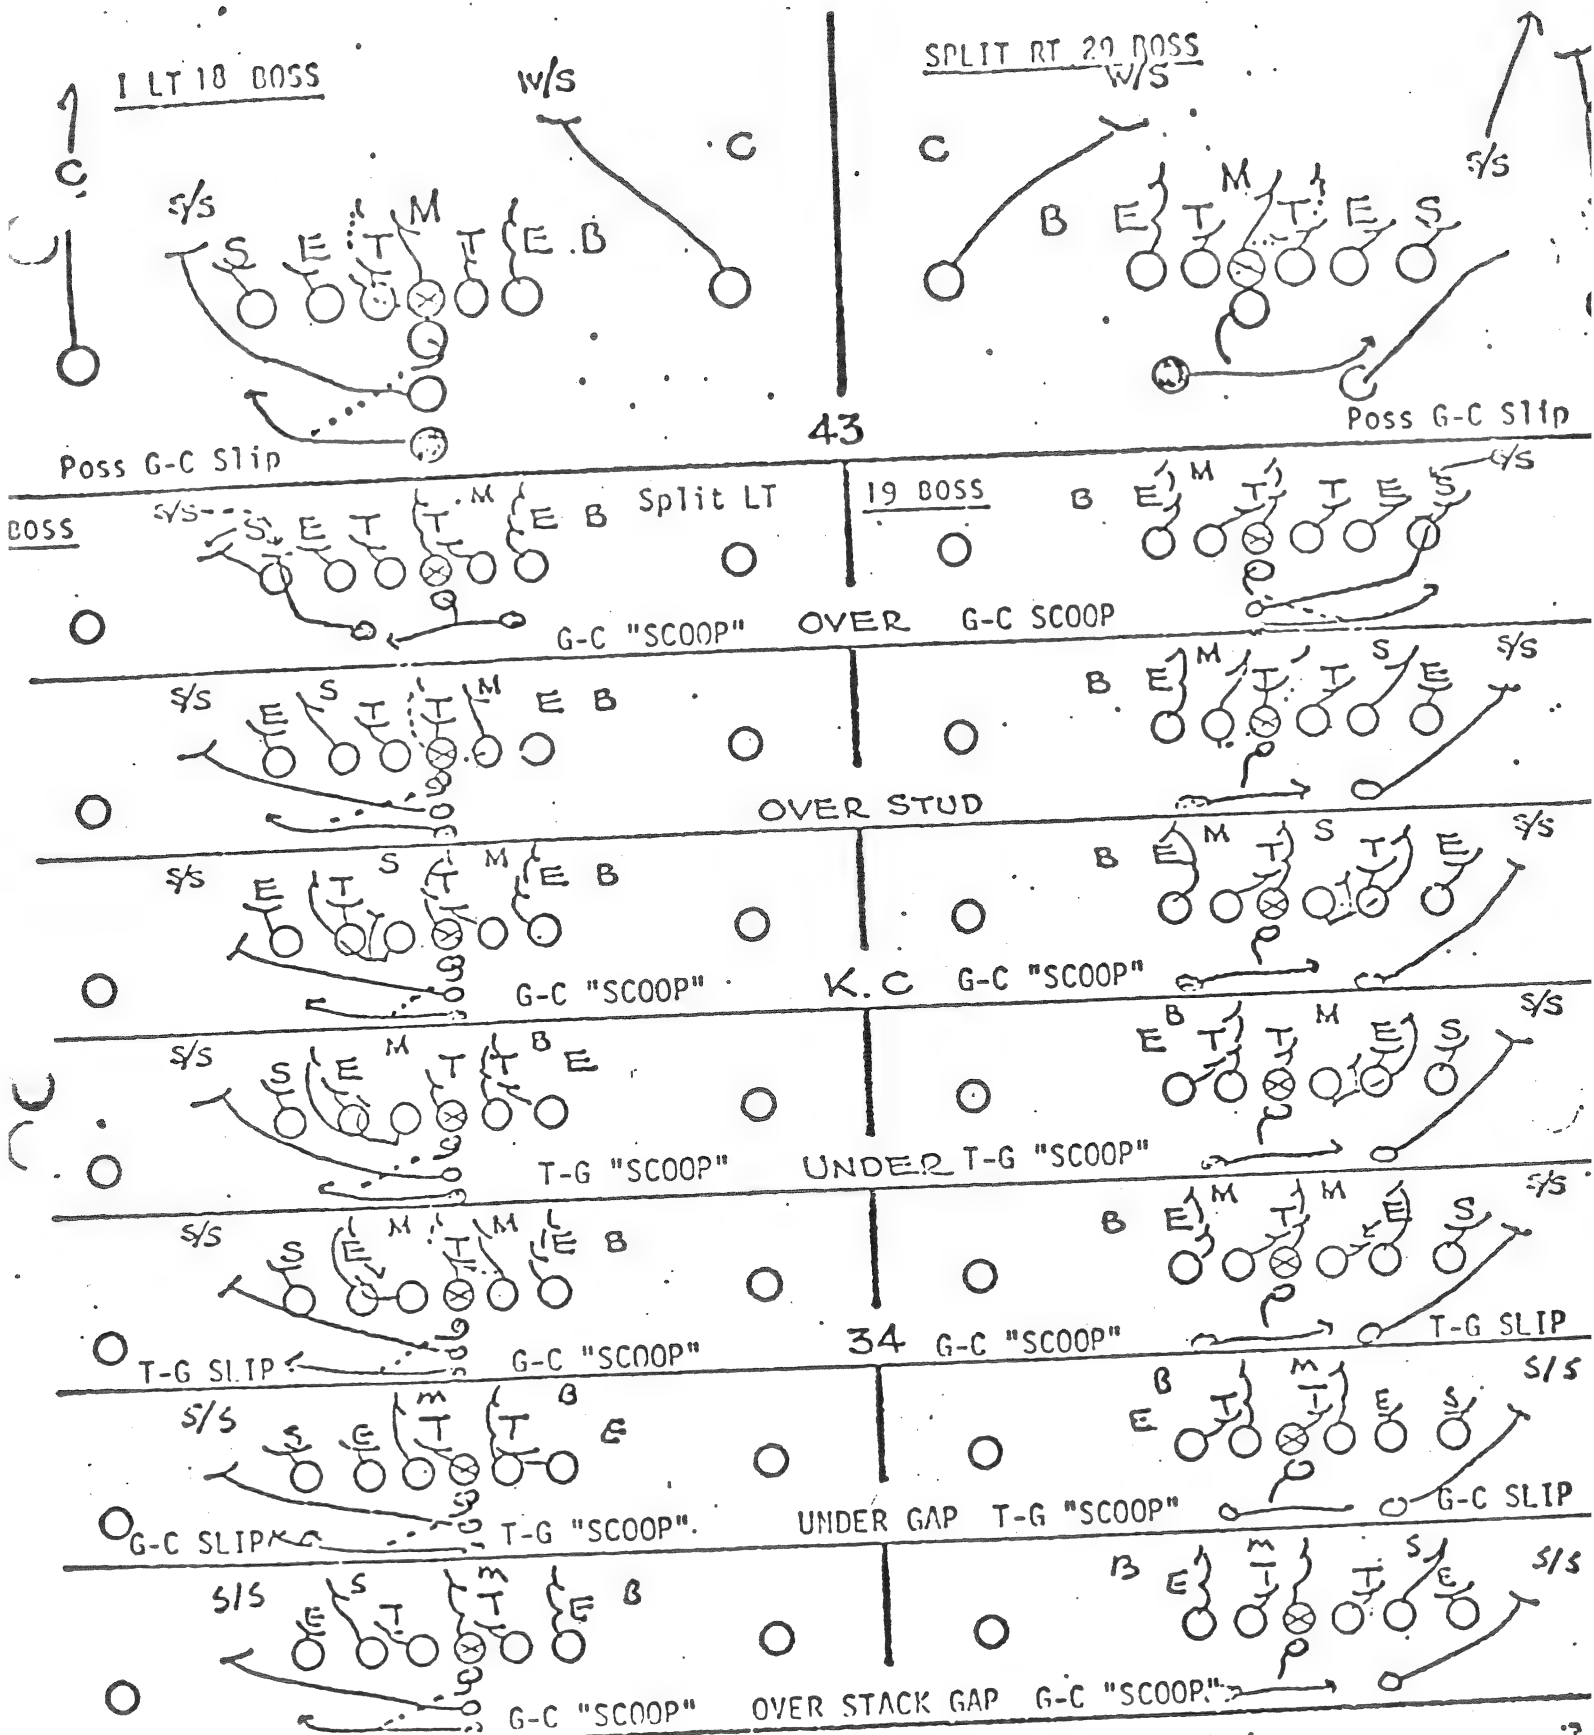 I LT 18 BOSS
W/S
C
C
S/S
S E T M T E B
Poss G-C Slip
SPLIT RT 29 BOSS
W/S
C
S/S
B E T M T E S
Poss G-C Slip
43
BOSS
S/S S E T T M E B
Split LT
G-C "SCOOP"
OVER
19 BOSS
B E M T T E S S/S
G-C SCOOP
S/S E S T T M E B
OVER STUD
B E M T T S E S/S
S/S E T S T M E B
G-C "SCOOP"
K.C
B E M T S T E S/S
G-C "SCOOP"
S/S S E M T T B E
T-G "SCOOP"
UNDER
E B T T M E S S/S
T-G "SCOOP"
S/S S E M T M E B
T-G SLIP
G-C "SCOOP"
34
B E M T M E S S/S
G-C "SCOOP"
T-G SLIP
S/S S E M T T B E
G-C SLIP
T-G "SCOOP"
UNDER GAP
E B T M T E S S/S
T-G "SCOOP"
G-C SLIP
S/S E S T M T E B
G-C "SCOOP"
OVER STACK GAP
B E M T T S E S/S
G-C "SCOOP"